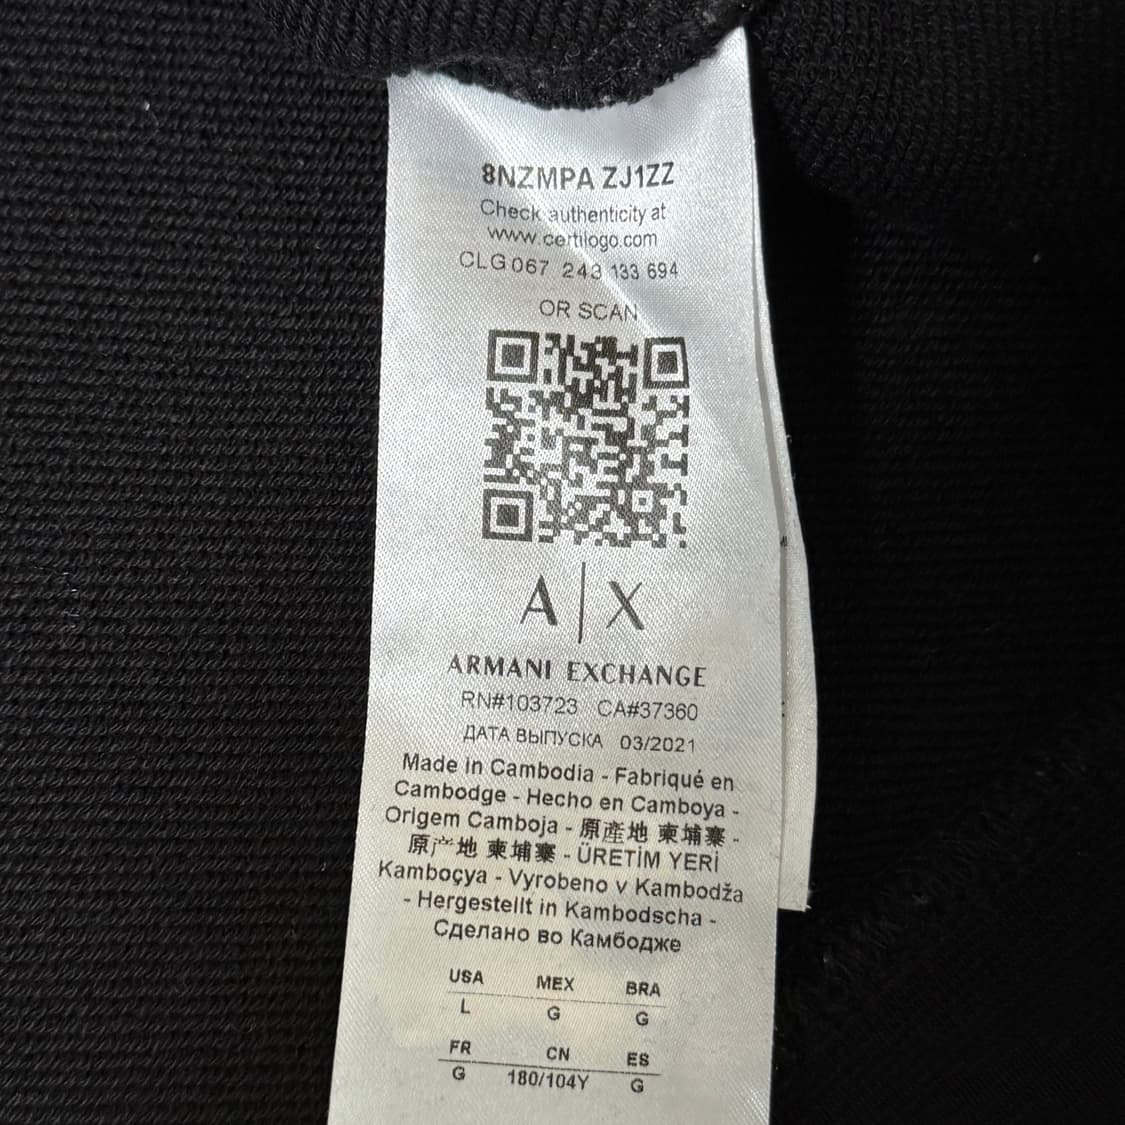 8NZMPA ZJ1ZZ
Check authenticity at
www.certilogo.com
CLG 067 243 133 694
OR SCAN
A|X
ARMANI EXCHANGE
RN#103723 CA#37360
ДАТА ВЫПУСКА 03/2021
Made in Cambodia - Fabriqué en
Cambodge - Hecho en Camboya -
Origem Camboja - 原產地 柬埔寨 -
原产地 柬埔寨 - ÜRETİM YERİ
Kamboçya - Vyrobeno v Kambodža
- Hergestellt in Kambodscha -
Сделано во Камбодже
USA MEX BRA
L G G
FR CN ES
G 180/104Y G